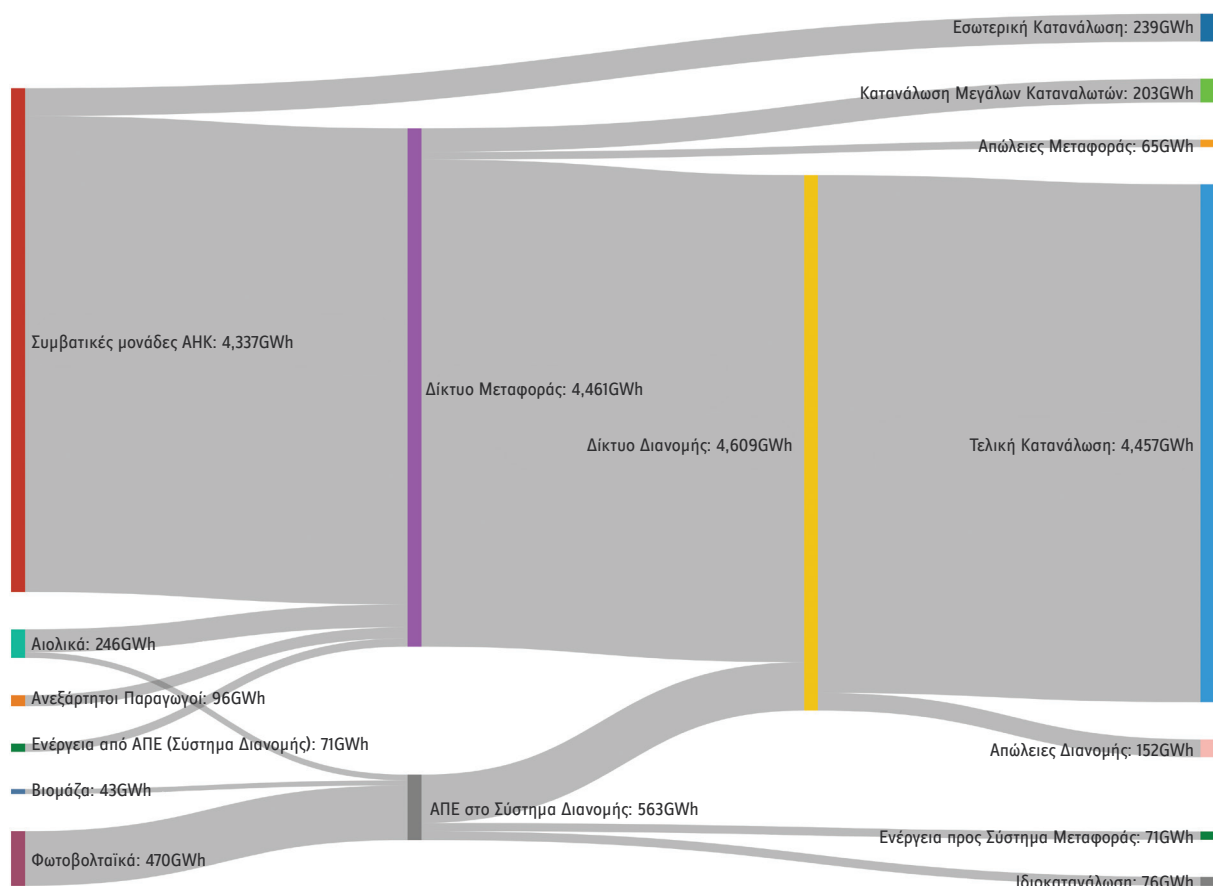 Εσωτερική Κατανάλωση: 239GWh
Κατανάλωση Μεγάλων Καταναλωτών: 203GWh
Απώλειες Μεταφοράς: 65GWh
Συμβατικές μονάδες ΑΗΚ: 4,337GWh
Δίκτυο Μεταφοράς: 4,461GWh
Δίκτυο Διανομής: 4,609GWh
Τελική Κατανάλωση: 4,457GWh
Αιολικά: 246GWh
Ανεξάρτητοι Παραγωγοί: 96GWh
Ενέργεια από ΑΠΕ (Σύστημα Διανομής): 71GWh
Απώλειες Διανομής: 152GWh
Βιομάζα: 43GWh
ΑΠΕ στο Σύστημα Διανομής: 563GWh
Ενέργεια προς Σύστημα Μεταφοράς: 71GWh
Φωτοβολταϊκά: 470GWh
Ιδιοκατανάλωση: 76GWh